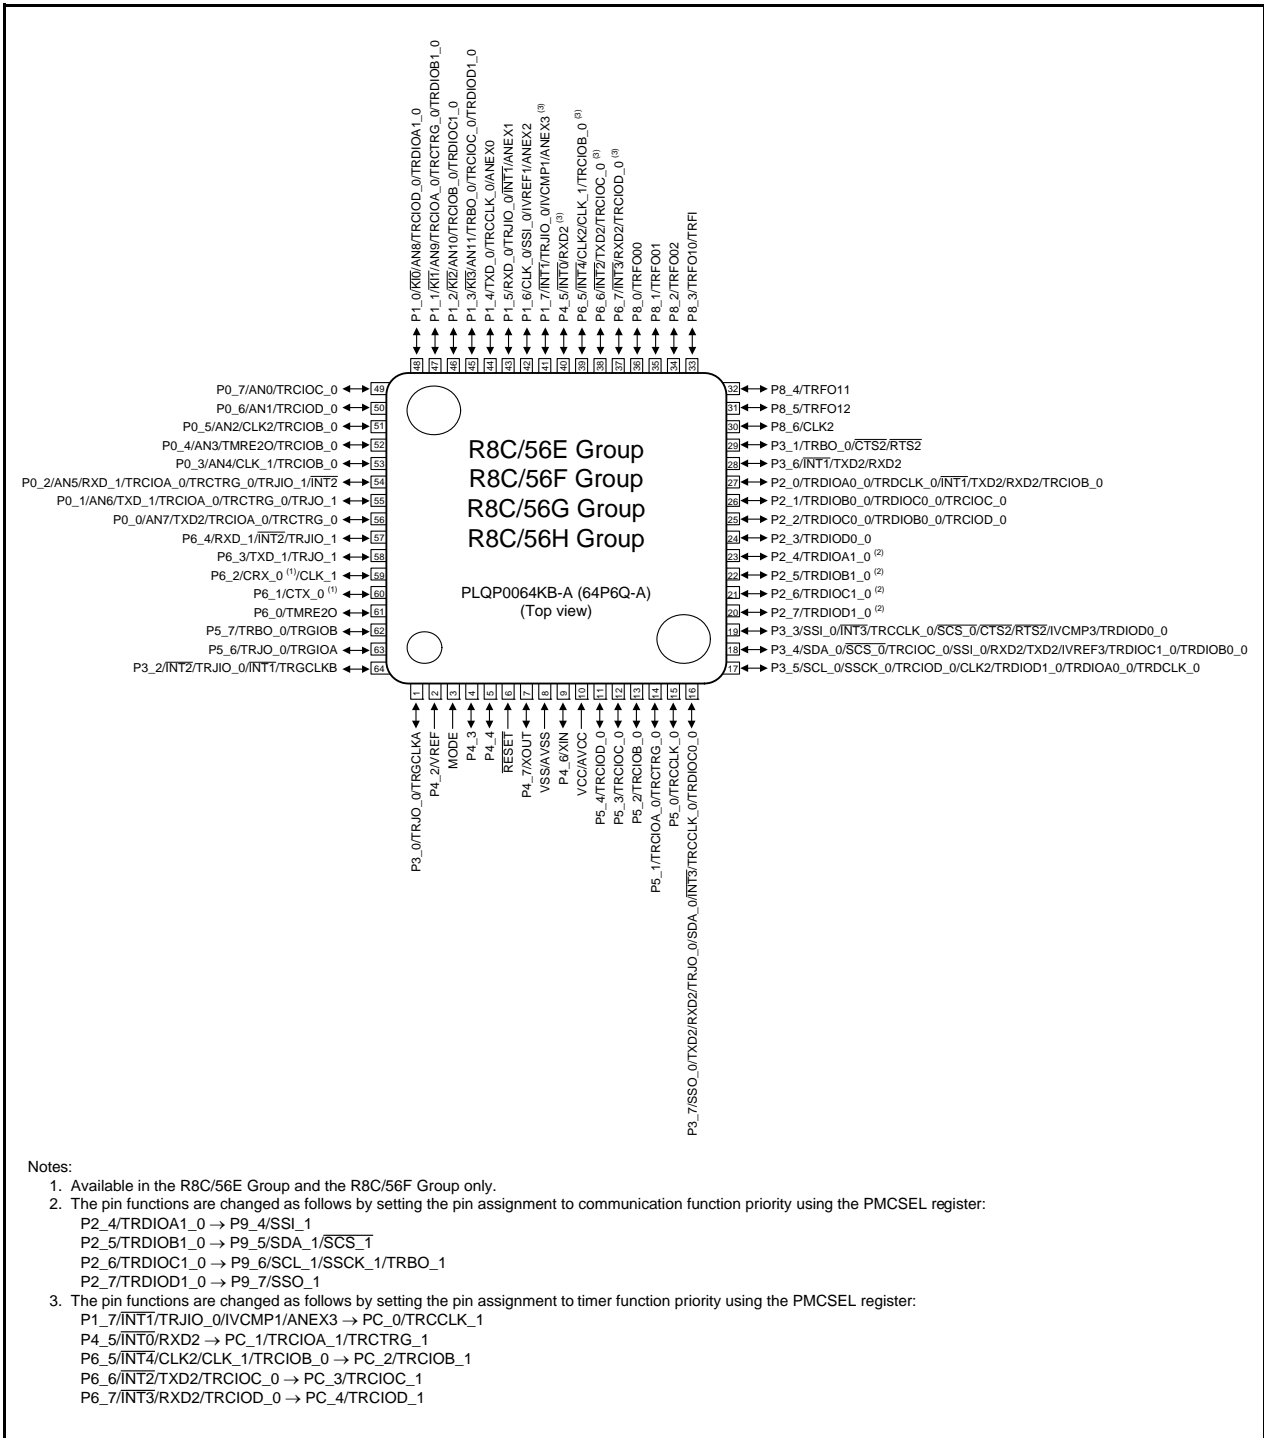 P1_0/KI0/AN8/TRCIOD_0/TRDIOA1_0
P1_1/KI1/AN9/TRCIOA_0/TRCTRG_0/TRDIOB1_0
P1_2/KI2/AN10/TRCIOB_0/TRDIOC1_0
P1_3/KI3/AN11/TRBO_0/TRCIOC_0/TRDIOD1_0
P1_4/TXD_0/TRCCLK_0/ANEX0
P1_5/RXD_0/TRJIO_0/INT1/ANEX1
P1_6/CLK_0/SSI_0/IVREF1/ANEX2
P1_7/INT1/TRJIO_0/IVCMP1/ANEX3 (3)
P4_5/INT0/RXD2 (3)
P6_5/INT4/CLK2/CLK_1/TRCIOB_0 (3)
P6_6/INT2/TXD2/TRCIOC_0 (3)
P6_7/INT3/RXD2/TRCIOD_0 (3)
P8_0/TRFO00
P8_1/TRFO01
P8_2/TRFO02
P8_3/TRFO10/TRFI
48 47 46 45 44 43 42 41 40 39 38 37 36 35 34 33
P0_7/AN0/TRCIOC_0 49
P0_6/AN1/TRCIOD_0 50
P0_5/AN2/CLK2/TRCIOB_0 51
P0_4/AN3/TMRE2O/TRCIOB_0 52
P0_3/AN4/CLK_1/TRCIOB_0 53
P0_2/AN5/RXD_1/TRCIOA_0/TRCTRG_0/TRJIO_1/INT2 54
P0_1/AN6/TXD_1/TRCIOA_0/TRCTRG_0/TRJO_1 55
P0_0/AN7/TXD2/TRCIOA_0/TRCTRG_0 56
P6_4/RXD_1/INT2/TRJIO_1 57
P6_3/TXD_1/TRJO_1 58
P6_2/CRX_0 (1)/CLK_1 59
P6_1/CTX_0 (1) 60
P6_0/TMRE2O 61
P5_7/TRBO_0/TRGIOB 62
P5_6/TRJO_0/TRGIOA 63
P3_2/INT2/TRJIO_0/INT1/TRGCLKB 64
R8C/56E Group
R8C/56F Group
R8C/56G Group
R8C/56H Group
PLQP0064KB-A (64P6Q-A)
(Top view)
32 P8_4/TRFO11
31 P8_5/TRFO12
30 P8_6/CLK2
29 P3_1/TRBO_0/CTS2/RTS2
28 P3_6/INT1/TXD2/RXD2
27 P2_0/TRDIOA0_0/TRDCLK_0/INT1/TXD2/RXD2/TRCIOB_0
26 P2_1/TRDIOB0_0/TRDIOC0_0/TRCIOC_0
25 P2_2/TRDIOC0_0/TRDIOB0_0/TRCIOD_0
24 P2_3/TRDIOD0_0
23 P2_4/TRDIOA1_0 (2)
22 P2_5/TRDIOB1_0 (2)
21 P2_6/TRDIOC1_0 (2)
20 P2_7/TRDIOD1_0 (2)
19 P3_3/SSI_0/INT3/TRCCLK_0/SCS_0/CTS2/RTS2/IVCMP3/TRDIOD0_0
18 P3_4/SDA_0/SCS_0/TRCIOC_0/SSI_0/RXD2/TXD2/IVREF3/TRDIOC1_0/TRDIOB0_0
17 P3_5/SCL_0/SSCK_0/TRCIOD_0/CLK2/TRDIOD1_0/TRDIOA0_0/TRDCLK_0
1 2 3 4 5 6 7 8 9 10 11 12 13 14 15 16
P3_0/TRJO_0/TRGCLKA
P4_2/VREF
MODE
P4_3
P4_4
RESET
P4_7/XOUT
VSS/AVSS
P4_6/XIN
VCC/AVCC
P5_4/TRCIOD_0
P5_3/TRCIOC_0
P5_2/TRCIOB_0
P5_1/TRCIOA_0/TRCTRG_0
P5_0/TRCCLK_0
P3_7/SSO_0/TXD2/RXD2/TRJO_0/SDA_0/INT3/TRCCLK_0/TRDIOC0_0
Notes:
1. Available in the R8C/56E Group and the R8C/56F Group only.
2. The pin functions are changed as follows by setting the pin assignment to communication function priority using the PMCSEL register:
P2_4/TRDIOA1_0 → P9_4/SSI_1
P2_5/TRDIOB1_0 → P9_5/SDA_1/SCS_1
P2_6/TRDIOC1_0 → P9_6/SCL_1/SSCK_1/TRBO_1
P2_7/TRDIOD1_0 → P9_7/SSO_1
3. The pin functions are changed as follows by setting the pin assignment to timer function priority using the PMCSEL register:
P1_7/INT1/TRJIO_0/IVCMP1/ANEX3 → PC_0/TRCCLK_1
P4_5/INT0/RXD2 → PC_1/TRCIOA_1/TRCTRG_1
P6_5/INT4/CLK2/CLK_1/TRCIOB_0 → PC_2/TRCIOB_1
P6_6/INT2/TXD2/TRCIOC_0 → PC_3/TRCIOC_1
P6_7/INT3/RXD2/TRCIOD_0 → PC_4/TRCIOD_1